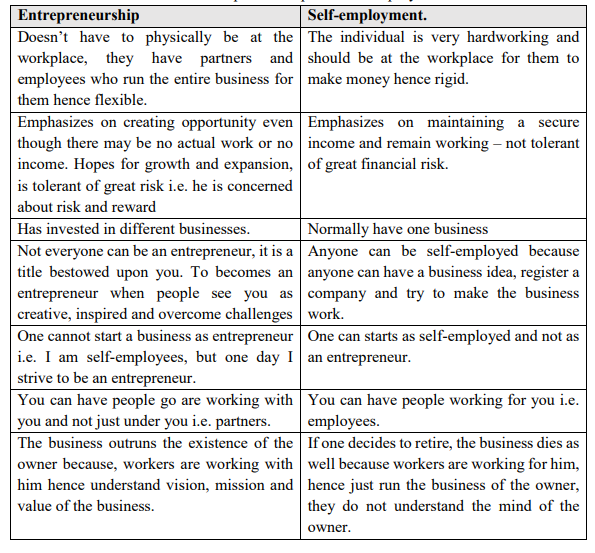 Entrepreneurship
Self-employment.
Doesn't have to physically be at the
workplace, they have partners and
employees who run the entire business for
them hence flexible.
The individual is very hardworking and
should be at the workplace for them to
make money hence rigid.
Emphasizes on creating opportunity even
though there may be no actual work or no
income. Hopes for growth and expansion,
is tolerant of great risk i.e. he is concerned
about risk and reward
Emphasizes on maintaining a secure
income and remain working – not tolerant
of great financial risk.
Has invested in different businesses.
Normally have one business
Not everyone can be an entrepreneur, it is a
title bestowed upon you. To becomes an
entrepreneur when people see you as
creative, inspired and overcome challenges
Anyone can be self-employed because
anyone can have a business idea, register a
company and try to make the business
work.
One cannot start a business as entrepreneur
i.e. I am self-employees, but one day I
strive to be an entrepreneur.
One can starts as self-employed and not as
an entrepreneur.
You can have people go are working with
you and not just under you i.e. partners.
You can have people working for you i.e.
employees.
The business outruns the existence of the
owner because, workers are working with
him hence understand vision, mission and
value of the business.
If one decides to retire, the business dies as
well because workers are working for him,
hence just run the business of the owner,
they do not understand the mind of the
owner.